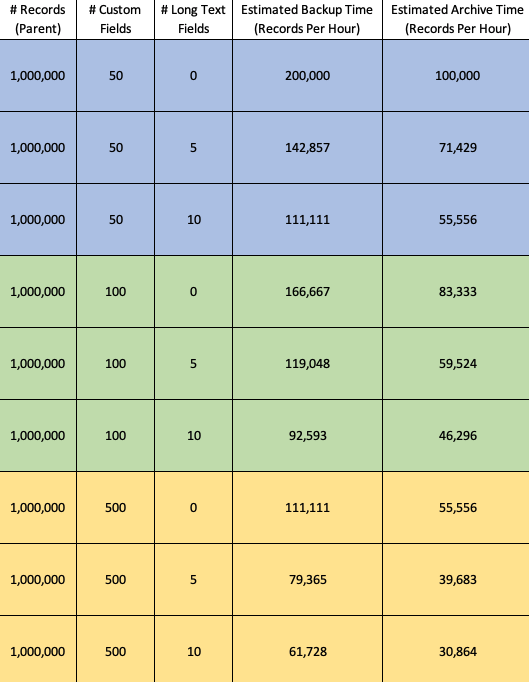 # Records # Custom # Long Text Estimated Backup Time Estimated Archive Time
(Parent) Fields Fields (Records Per Hour) (Records Per Hour)
1,000,000 50 0 200,000 100,000
1,000,000 50 5 142,857 71,429
1,000,000 50 10 111,111 55,556
1,000,000 100 0 166,667 83,333
1,000,000 100 5 119,048 59,524
1,000,000 100 10 92,593 46,296
1,000,000 500 0 111,111 55,556
1,000,000 500 5 79,365 39,683
1,000,000 500 10 61,728 30,864